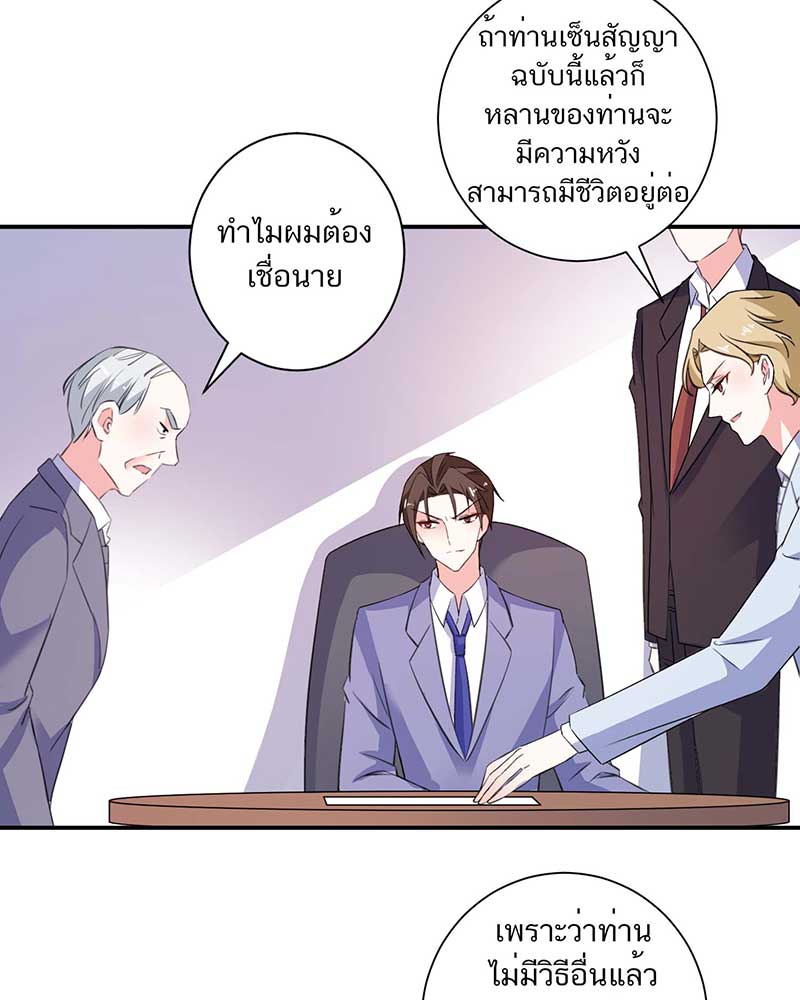 ถ้าท่านเซ็นสัญญา
ฉบับนี้แล้วก็
หลานของท่านจะ
มีความหวัง
สามารถมีชีวิตอยู่ต่อ
ทำไมผมต้อง
เชื่อนาย
เพราะว่าท่าน
ไม่มีวิธีอื่นแล้ว